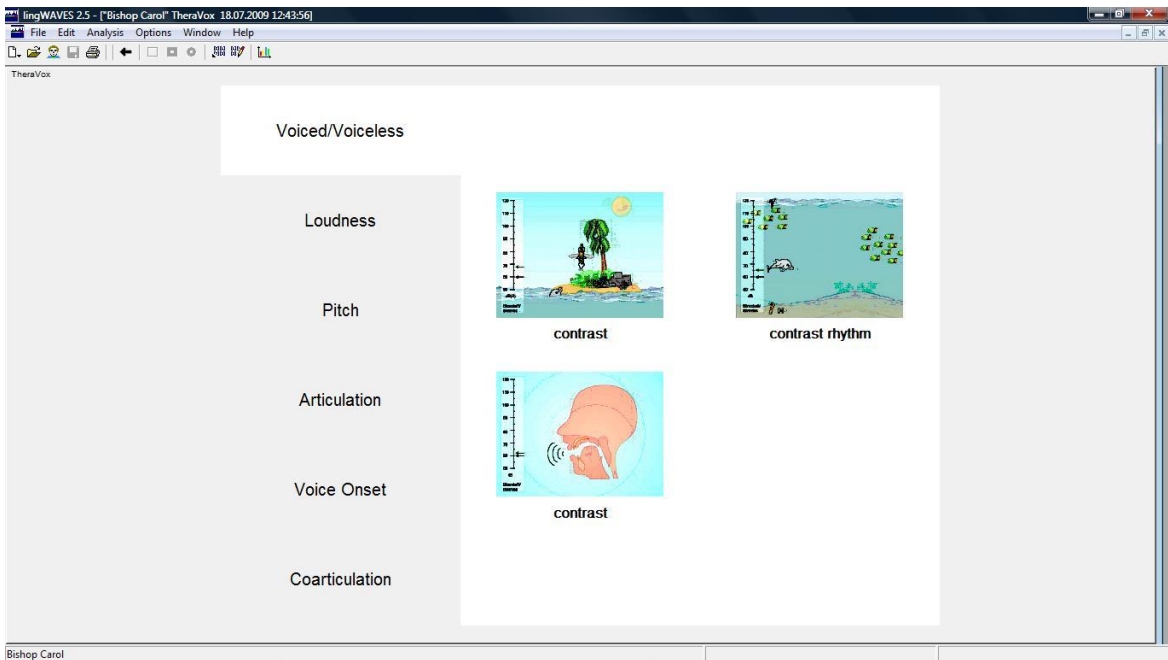 lingWAVES 2.5 - ["Bishop Carol" TheraVox 18.07.2009 12:43:56]
File Edit Analysis Options Window Help
TheraVox
Voiced/Voiceless
Loudness
Pitch
contrast contrast rhythm
Articulation
Voice Onset
contrast
Coarticulation
Bishop Carol